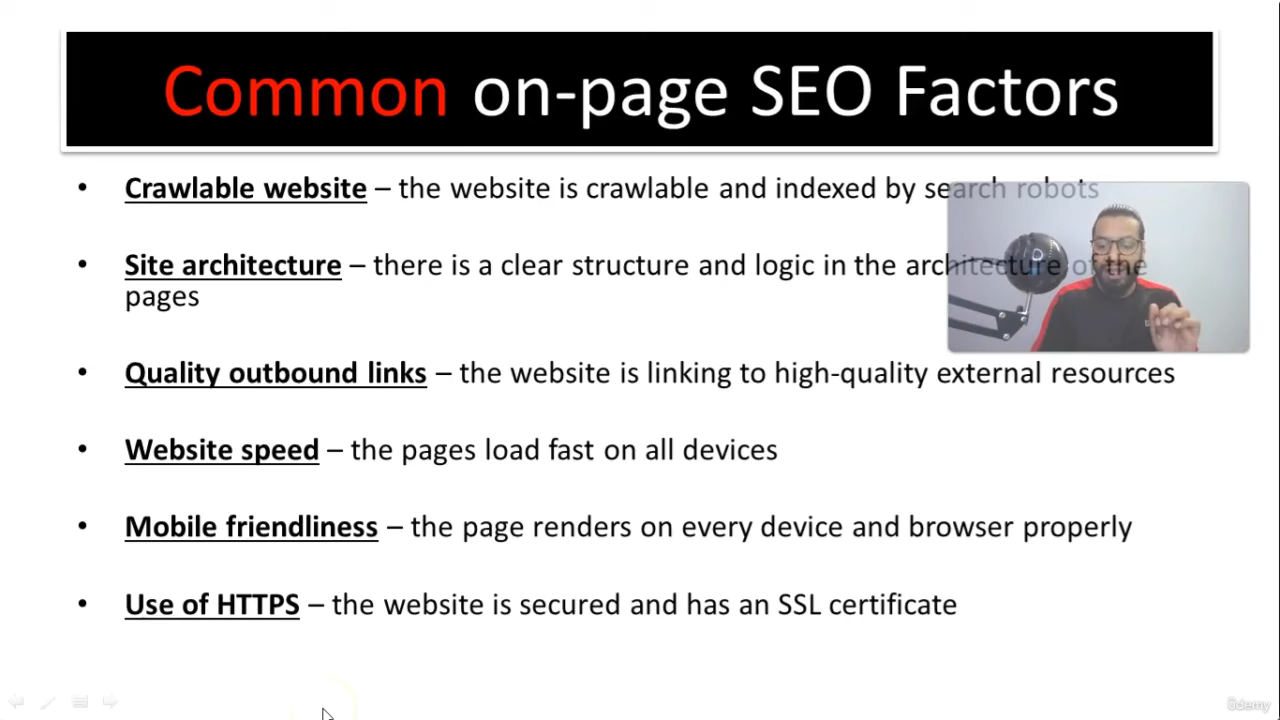 Common on-page SEO Factors
• Crawlable website – the website is crawlable and indexed by search robots
• Site architecture – there is a clear structure and logic in the architecture of the
pages
• Quality outbound links – the website is linking to high-quality external resources
• Website speed – the pages load fast on all devices
• Mobile friendliness – the page renders on every device and browser properly
• Use of HTTPS – the website is secured and has an SSL certificate
ûdemy